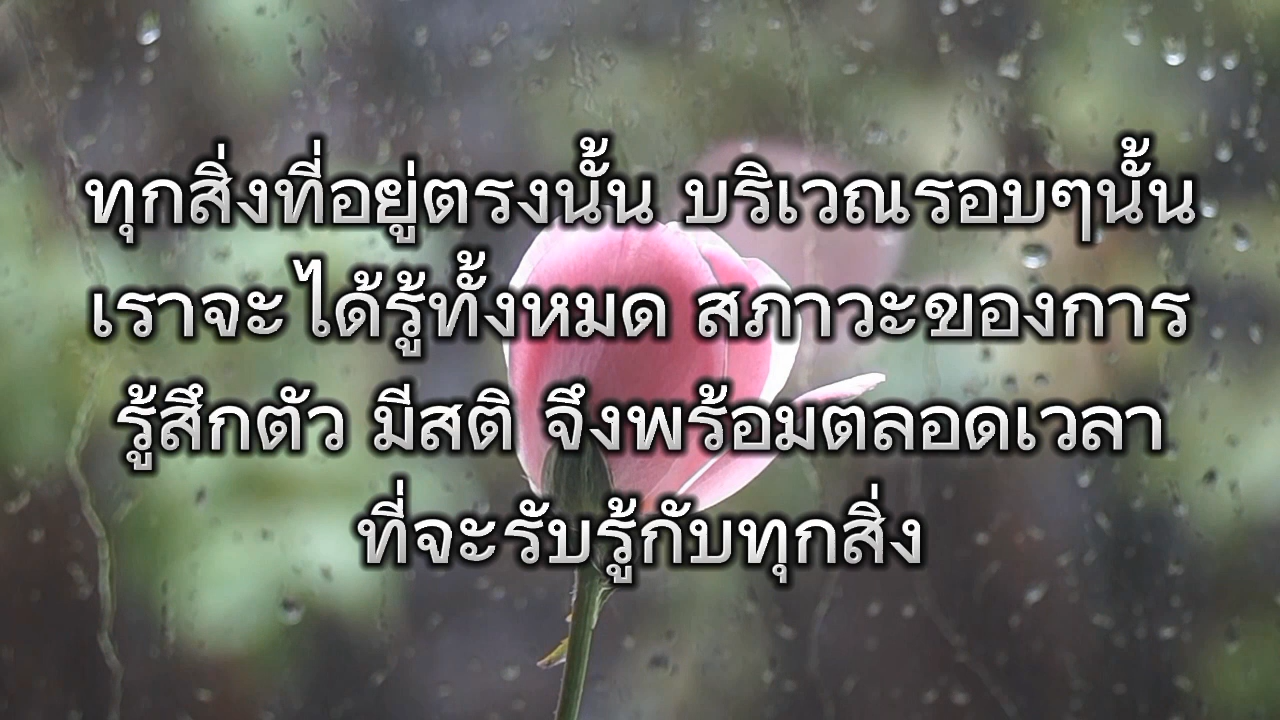 ทุกสิ่งที่อยู่ตรงนั้น บริเวณรอบๆนั้น
เราจะได้รู้ทั้งหมด สภาวะของการ
รู้สึกตัว มีสติ จึงพร้อมตลอดเวลา
ที่จะรับรู้กับทุกสิ่ง